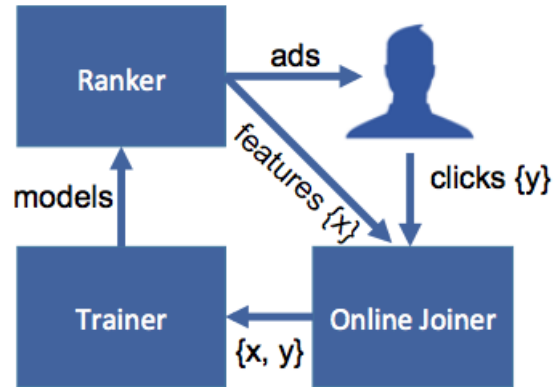 Ranker
ads
features {x}
clicks {y}
models
Trainer
Online Joiner
{x, y}